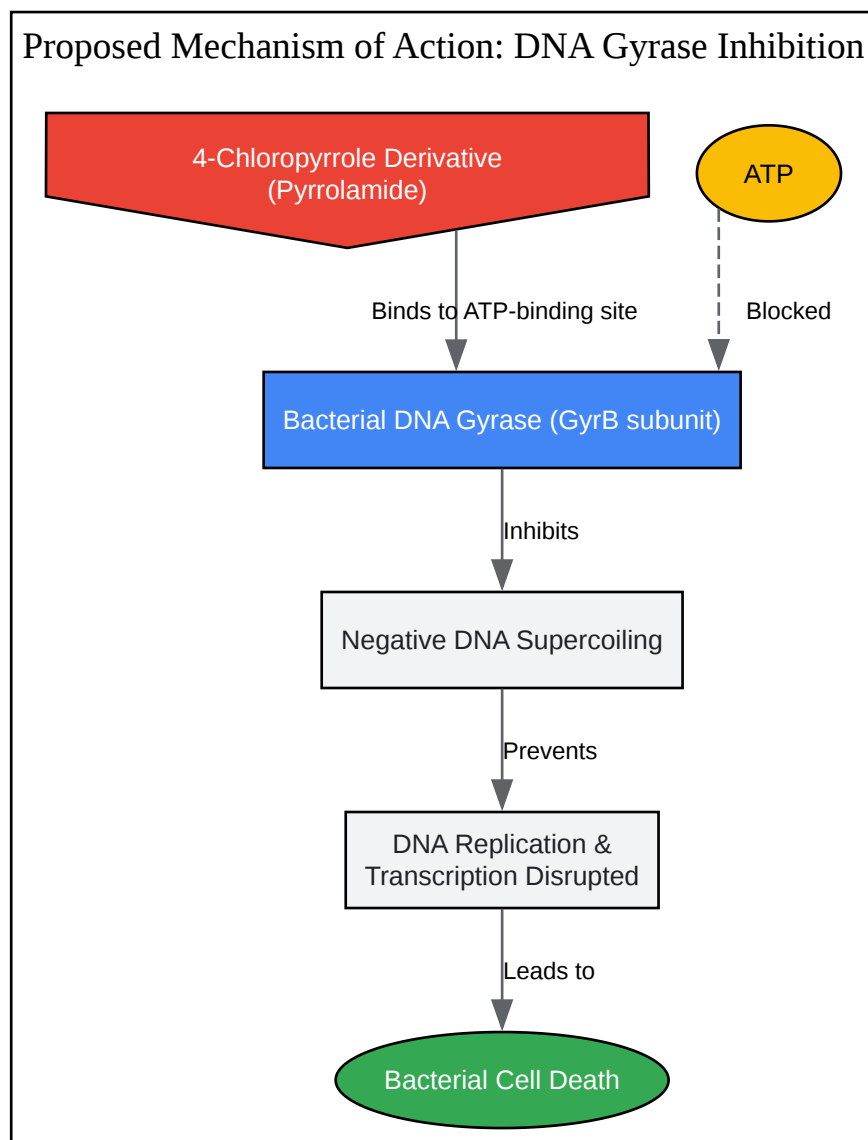 Proposed Mechanism of Action: DNA Gyrase Inhibition
4-Chloropyrrole Derivative
(Pyrrolamide)
ATP
Binds to ATP-binding site
Blocked
Bacterial DNA Gyrase (GyrB subunit)
Inhibits
Negative DNA Supercoiling
Prevents
DNA Replication &
Transcription Disrupted
Leads to
Bacterial Cell Death